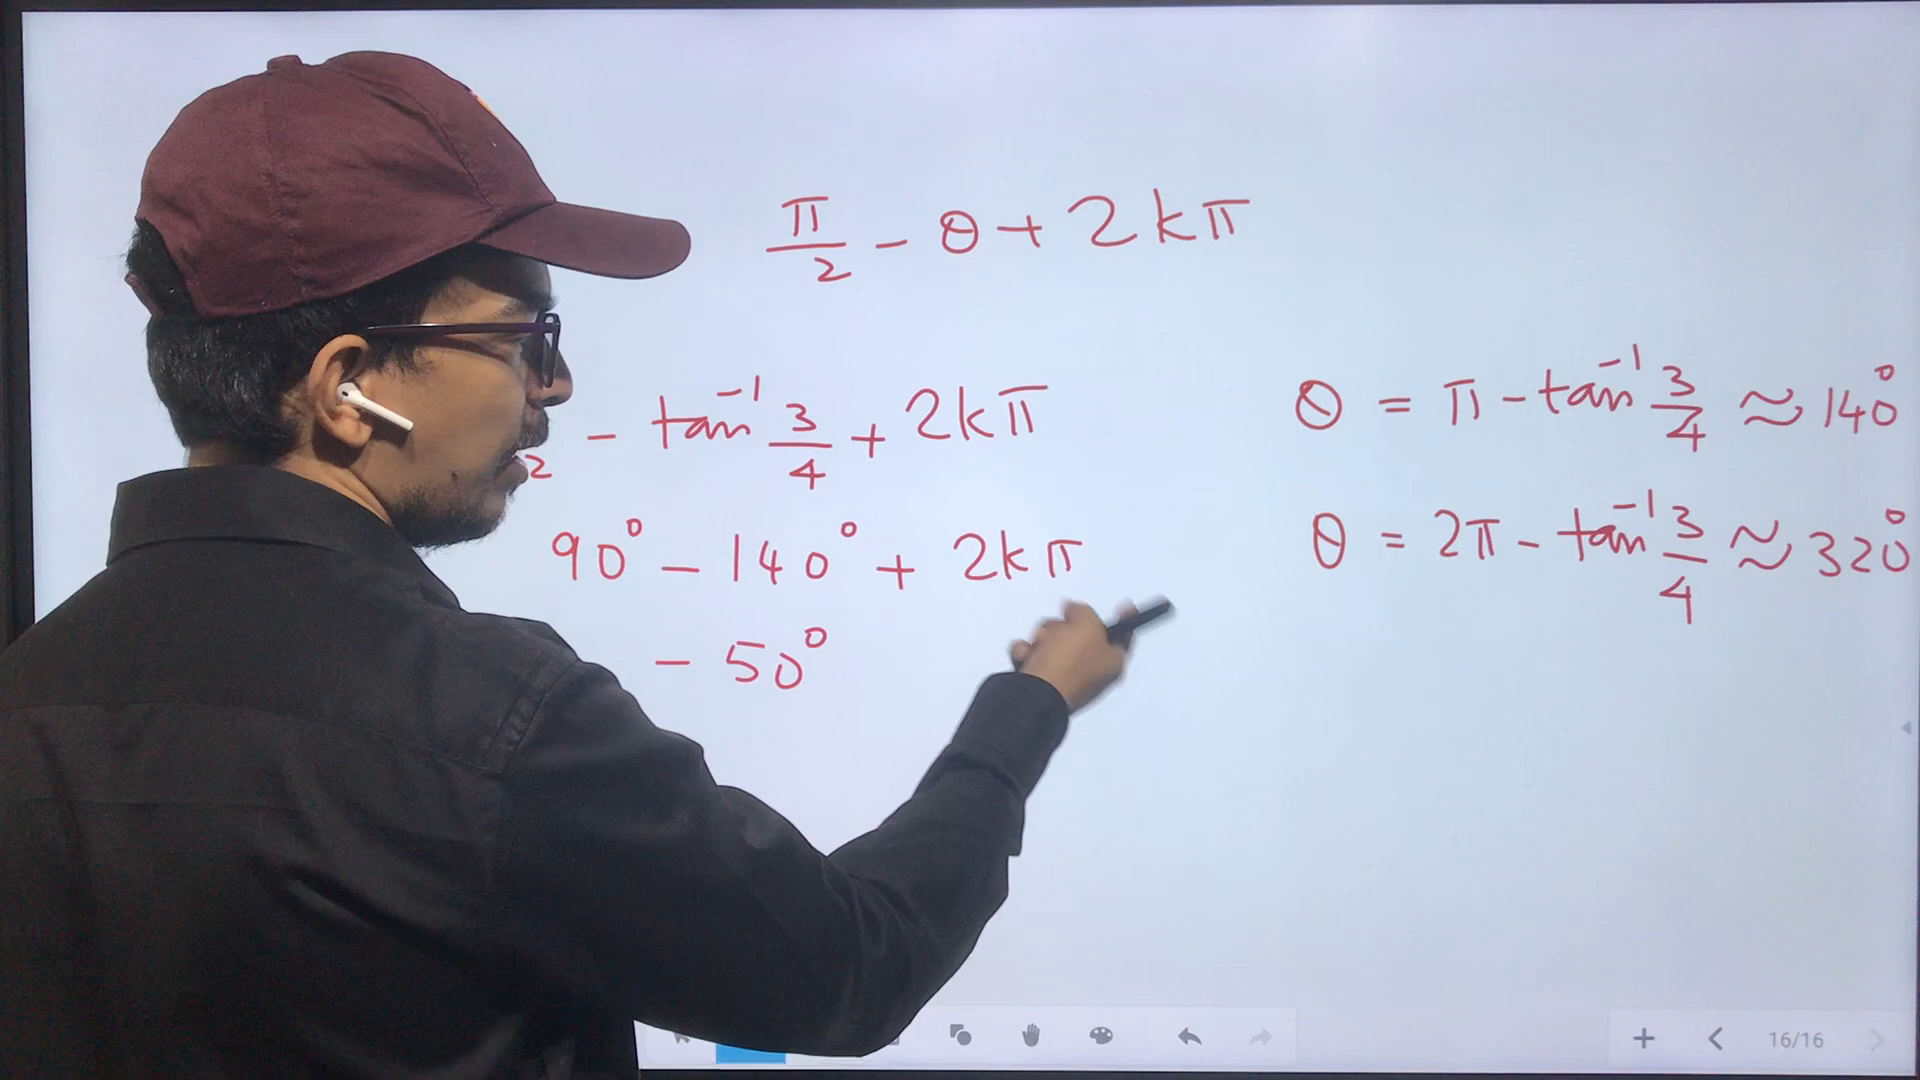 π/2 - θ + 2kπ
2 - tan⁻¹ 3/4 + 2kπ
90° - 140° + 2kπ
- 50°
θ = π - tan⁻¹ 3/4 ≈ 140°
θ = 2π - tan⁻¹ 3/4 ≈ 320°
16/16